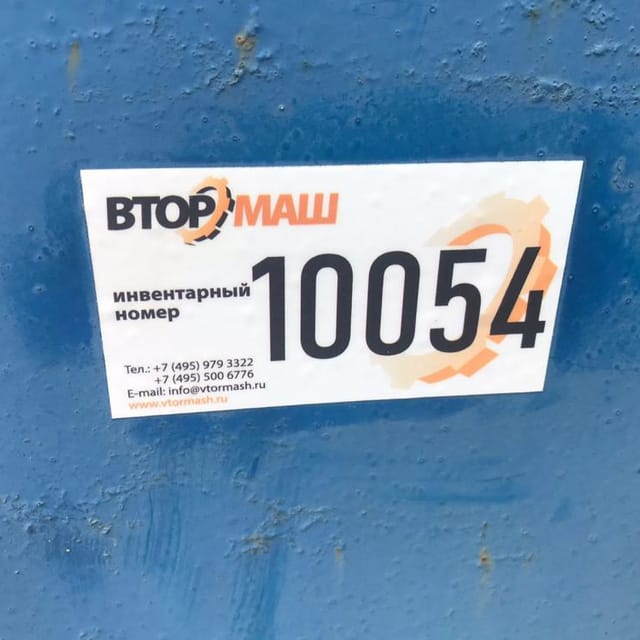 ВТОРМАШ
инвентарный
номер
10054
Тел.: +7 (495) 979 3322
+7 (495) 500 6776
E-mail: info@vtormash.ru
www.vtormash.ru